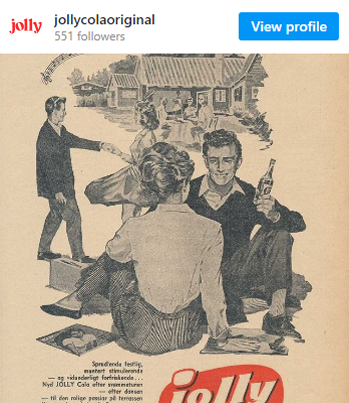 jolly
jollycolaoriginal
551 followers
View profile
Sprudlende festlig,
muntert stimulerende
— og vidunderligt forfriskende...
Nyd JOLLY Cola efter svømmeturen
— efter dansen
— til den rolige passiar på terrassen
jolly